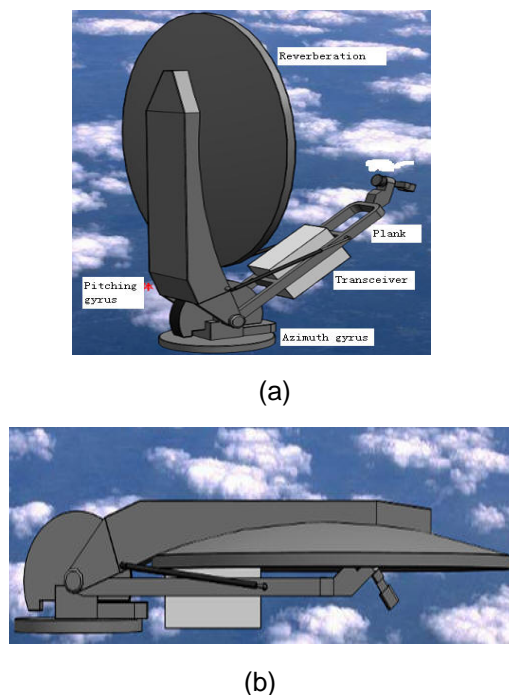 Reverberation
Plank
Transceiver
Pitching
gyrus
Azimuth gyrus
(a)
(b)